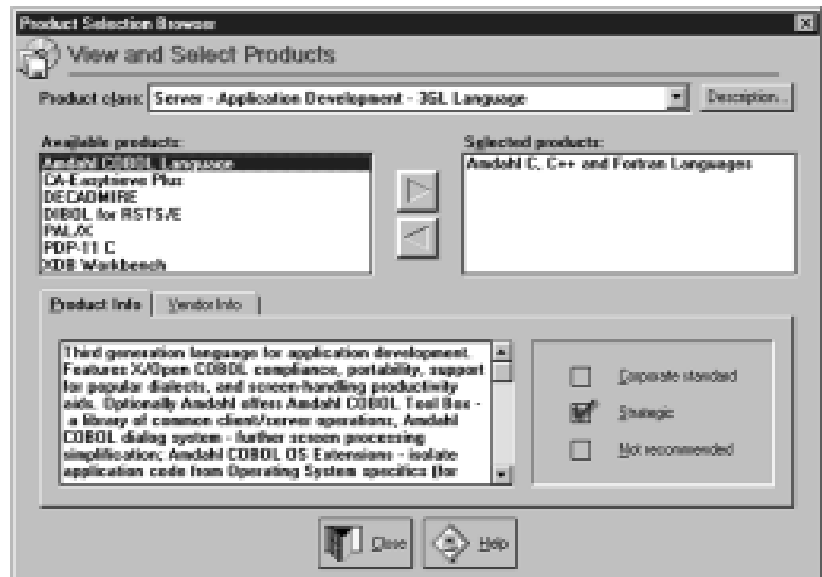 Product Selection Browser
View and Select Products
Product class: Server - Application Development - 3GL Language
Description...
Available products:
Selected products:
Amdahl COBOL Language
CA-Easytrieve Plus
DECADMIRE
DIBOL for RSTS/E
PAL/X
PDP-11 C
XDB Workbench
Amdahl C, C++ and Fortran Languages
Product Info
Vendor Info
Third generation language for application development.
Features X/Open COBOL compliance, portability, support
for popular dialects, and screen-handling productivity
aids. Optionally Amdahl offers Amdahl COBOL Tool Box -
a library of common client/server operations, Amdahl
COBOL dialog system - further screen processing
simplification; Amdahl COBOL OS Extensions - isolate
application code from Operating System specifics (for
Corporate standard
Strategic
Not recommended
Close
Help